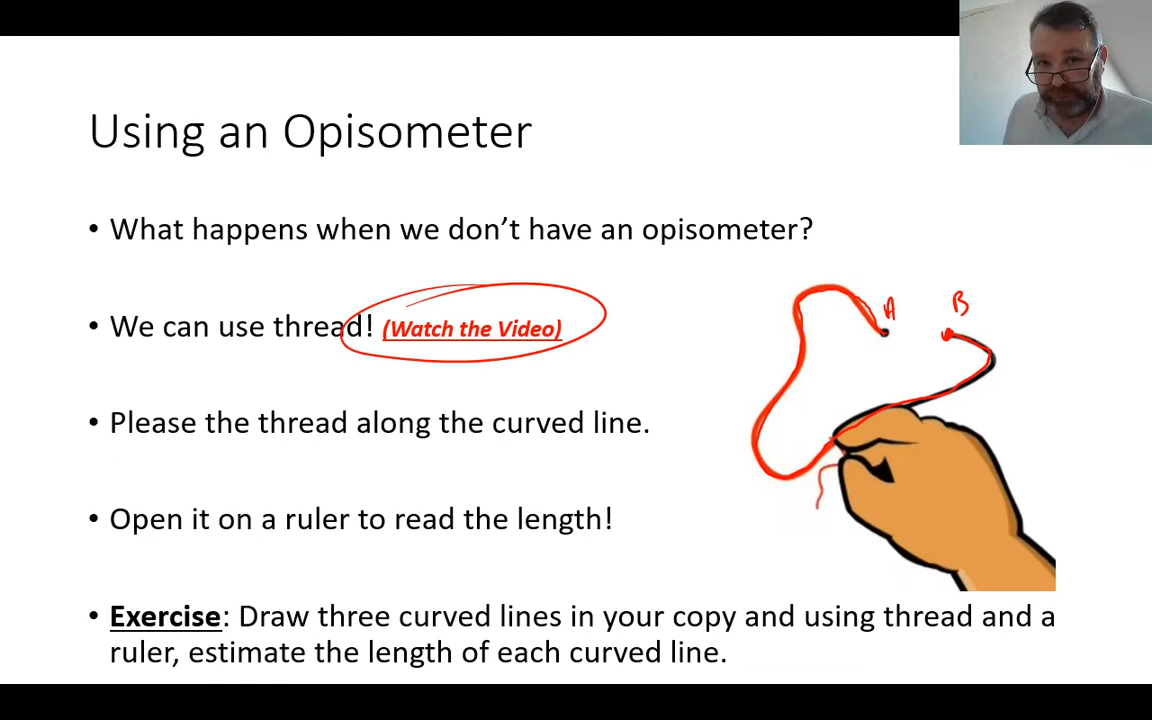 Using an Opisometer
• What happens when we don’t have an opisometer?
• We can use thread! (Watch the Video)
A
B
• Please the thread along the curved line.
• Open it on a ruler to read the length!
• Exercise: Draw three curved lines in your copy and using thread and a
ruler, estimate the length of each curved line.